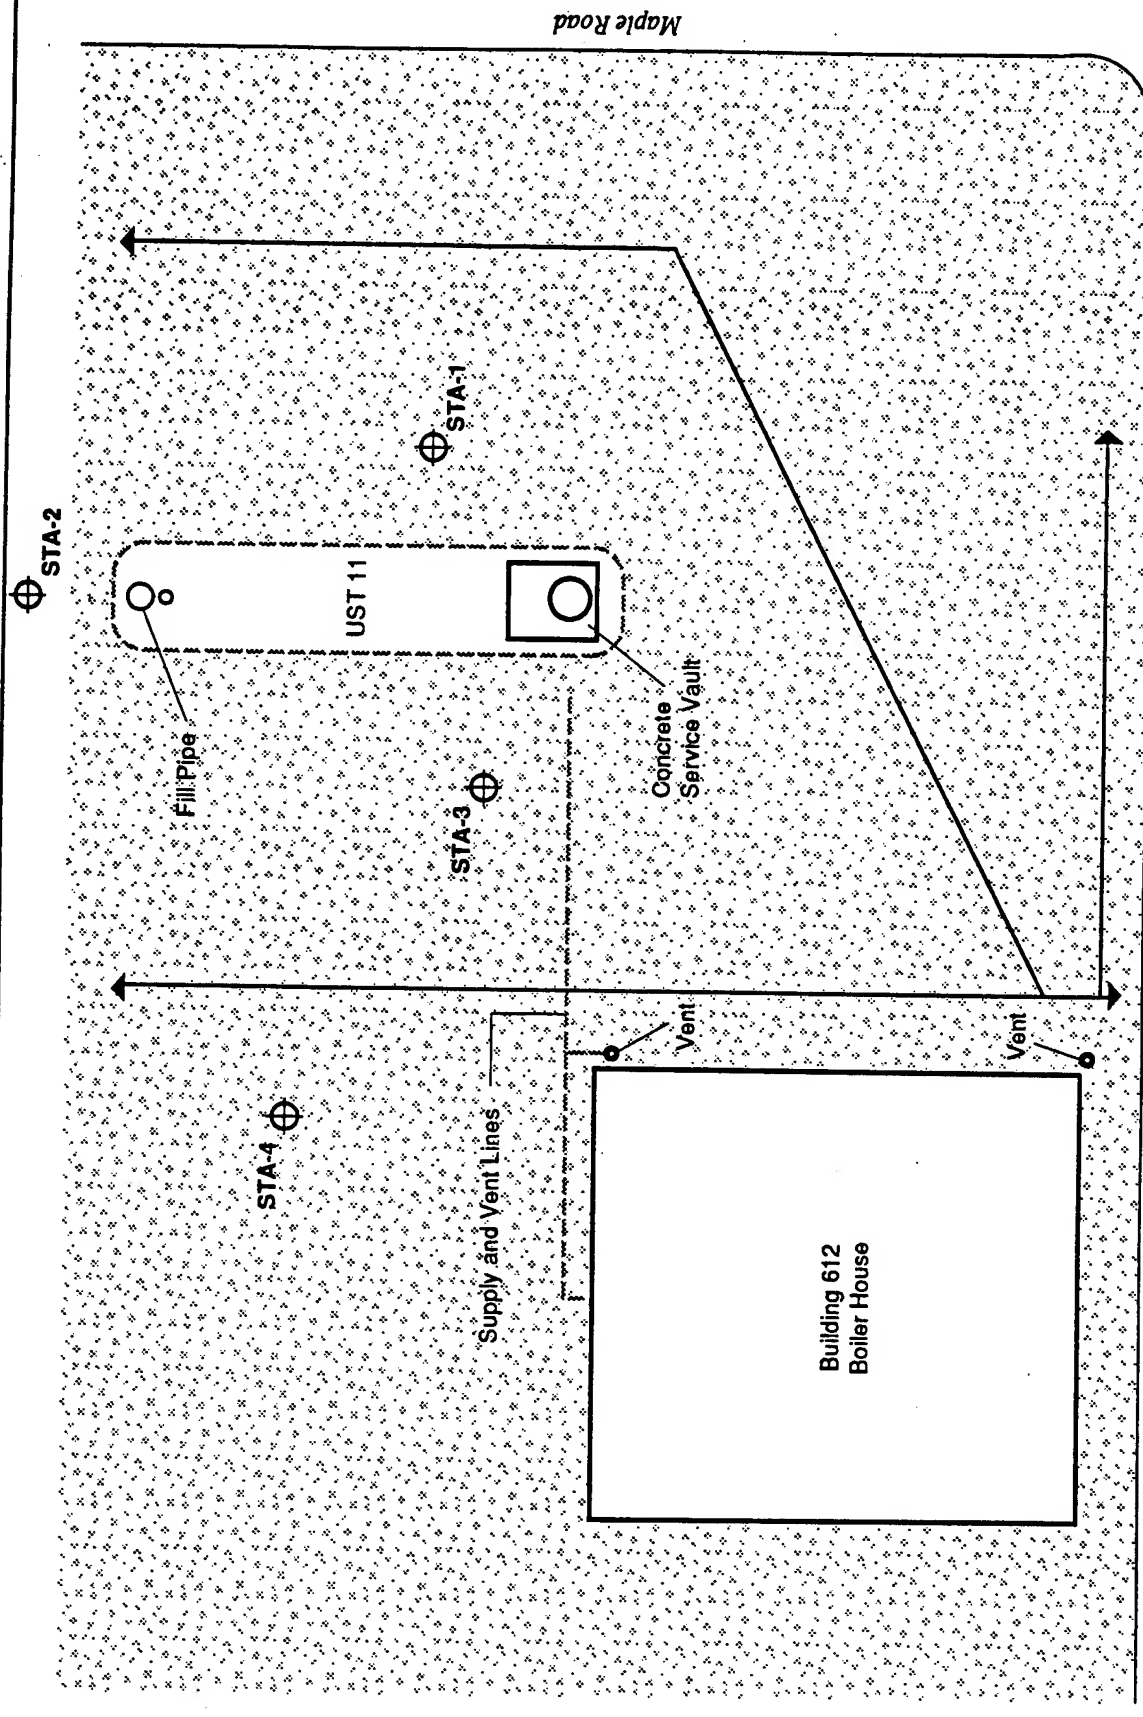 Maple Road
STA-2
STA-1
UST 11
Fill Pipe
Concrete
Service Vault
STA-3
STA-4
Supply and Vent Lines
Vent
Vent
Building 612
Boiler House